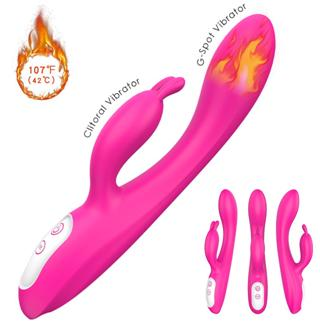 107℉
(42℃)
Clitoral Vibrator
G-Spot Vibrator